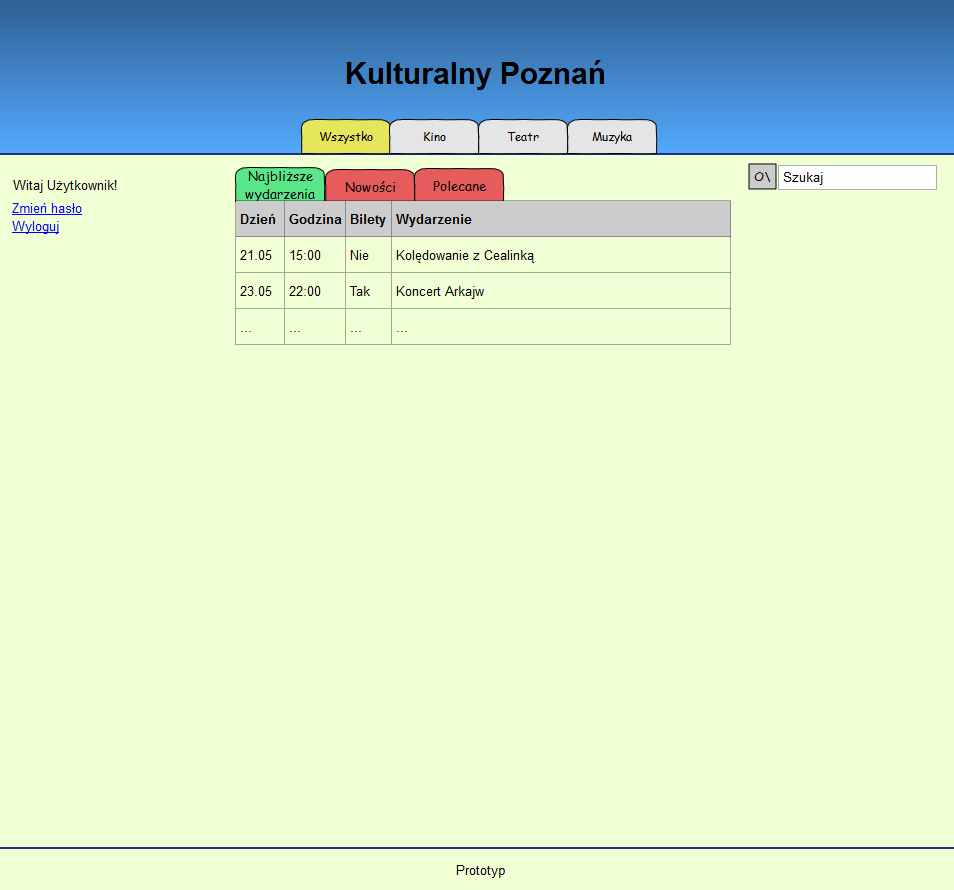 Kulturalny Poznań
Wszystko Kino Teatr Muzyka
Witaj Użytkownik!
Zmień hasło
Wyloguj
Najbliższe
wydarzenia
Nowości
Polecane
O\ Szukaj
Dzień Godzina Bilety Wydarzenie
21.05 15:00 Nie Kolędowanie z Cealinką
23.05 22:00 Tak Koncert Arkajw
... ... ... ...
Prototyp